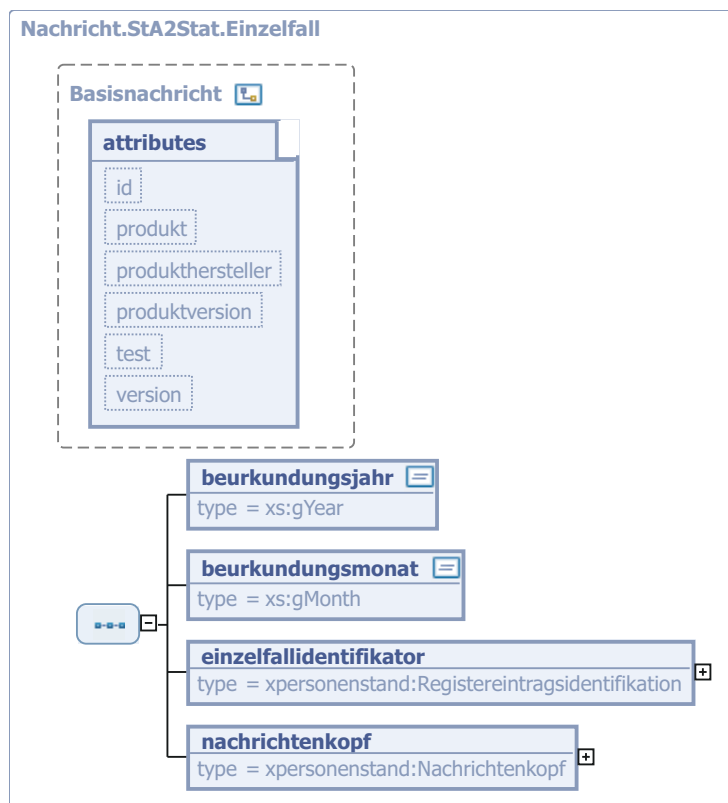 Nachricht.StA2Stat.Einzelfall
Basisnachricht
attributes
id
produkt
produkthersteller
produktversion
test
version
beurkundungsjahr
type = xs:gYear
beurkundungsmonat
type = xs:gMonth
einzelfallidentifikator
type = xpersonenstand:Registereintragsidentifikation
nachrichtenkopf
type = xpersonenstand:Nachrichtenkopf